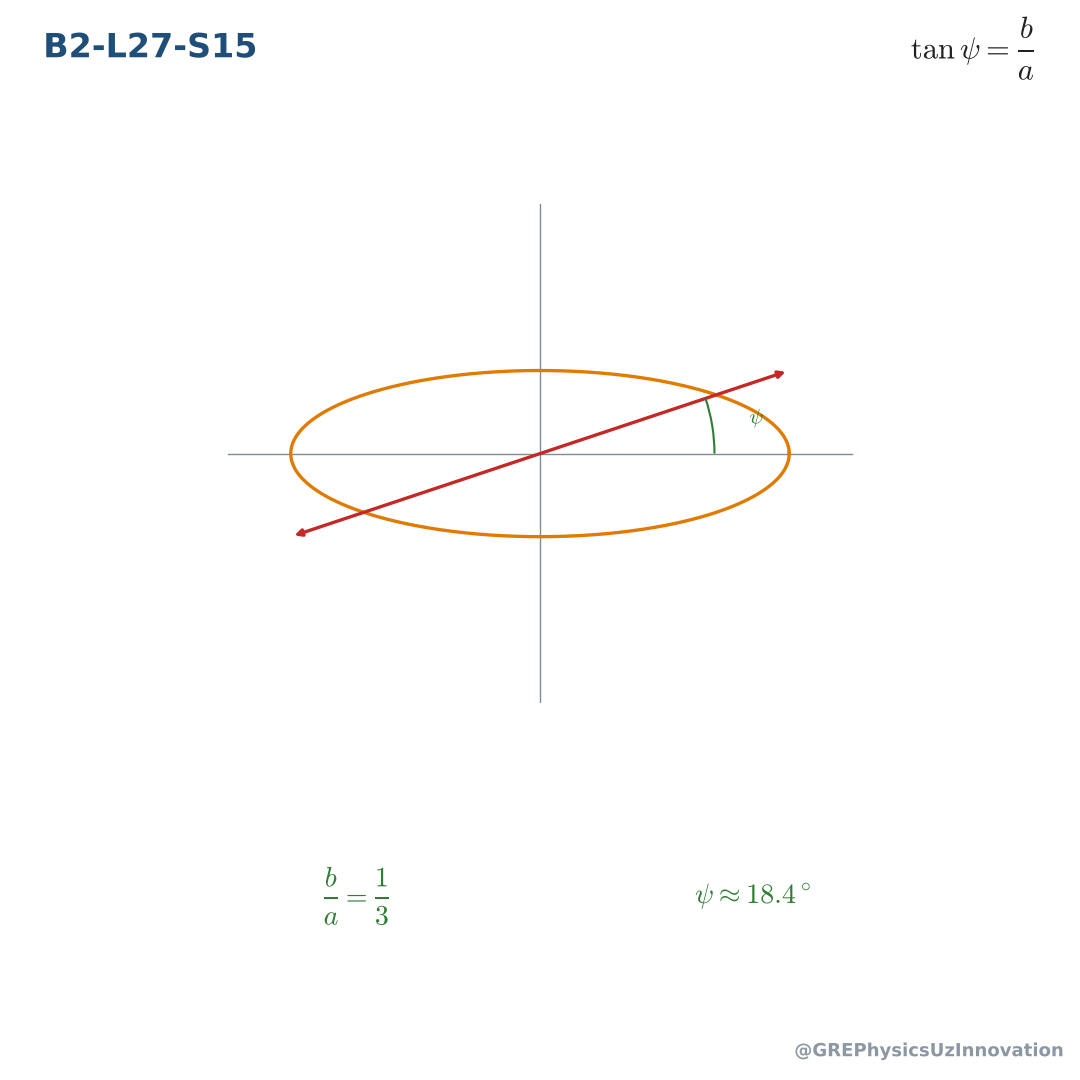 B2-L27-S15
tan ψ = b/a
ψ
b/a = 1/3
ψ ≈ 18.4°
@GREPhysicsUzInnovation